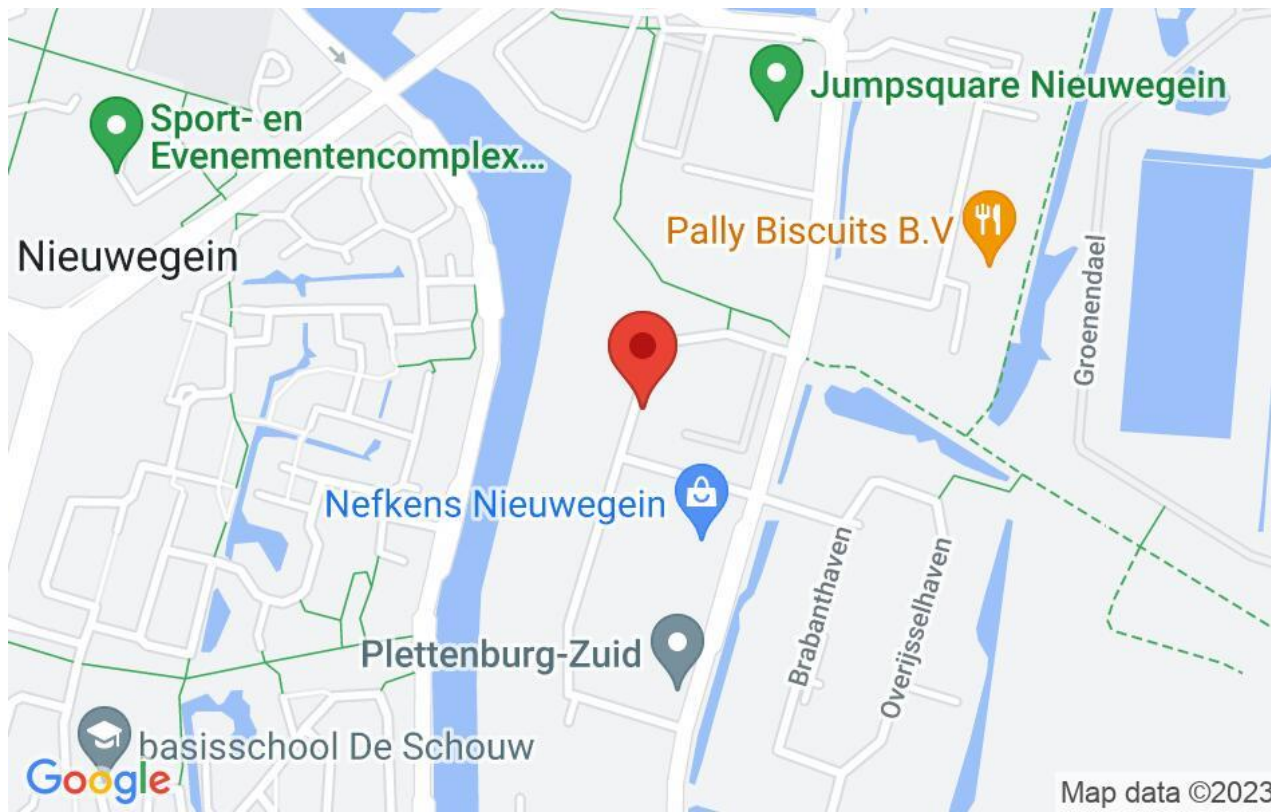 Jumpsquare Nieuwegein
Sport- en
Evenementencomplex...
Pally Biscuits B.V
Nieuwegein
Groenendael
Nefkens Nieuwegein
Brabanthaven
Overijsselhaven
Plettenburg-Zuid
basisschool De Schouw
Google
Map data ©2023